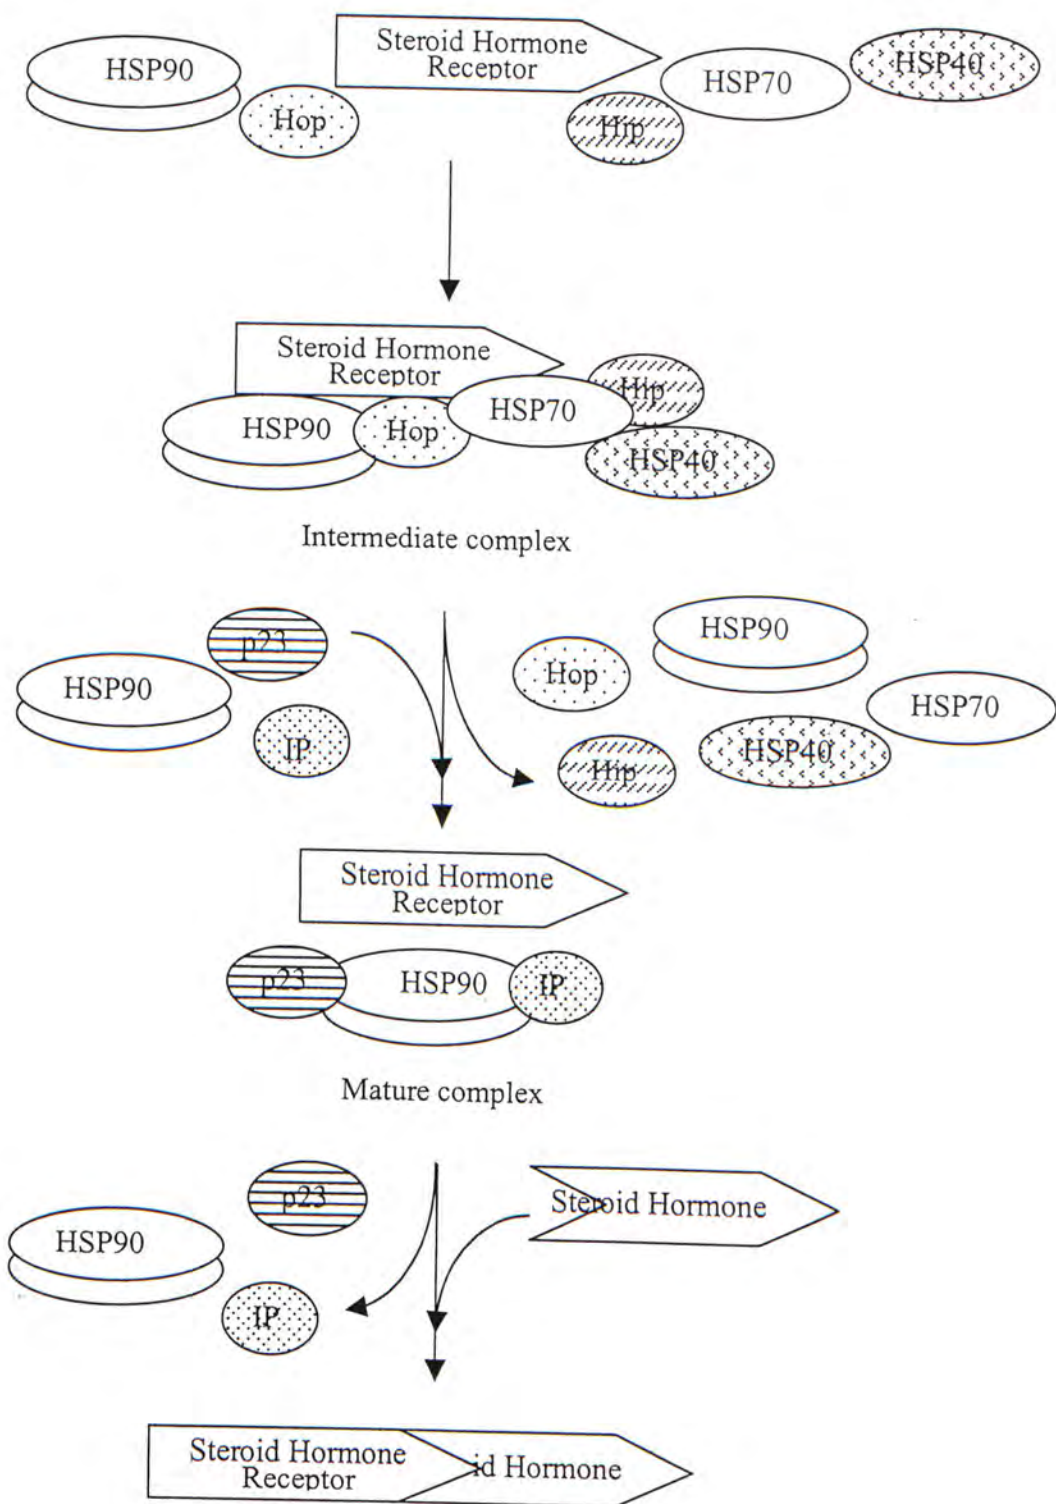 Steroid Hormone
Receptor
HSP90
HSP70
HSP40
Hop
Hip
Steroid Hormone
Receptor
HSP90
Hop
HSP70
Hip
HSP40
Intermediate complex
p23
HSP90
IP
HSP90
Hop
HSP70
HSP40
Hip
Steroid Hormone
Receptor
p23
HSP90
IP
Mature complex
p23
HSP90
IP
Steroid Hormone
Steroid Hormone
Receptor
id Hormone